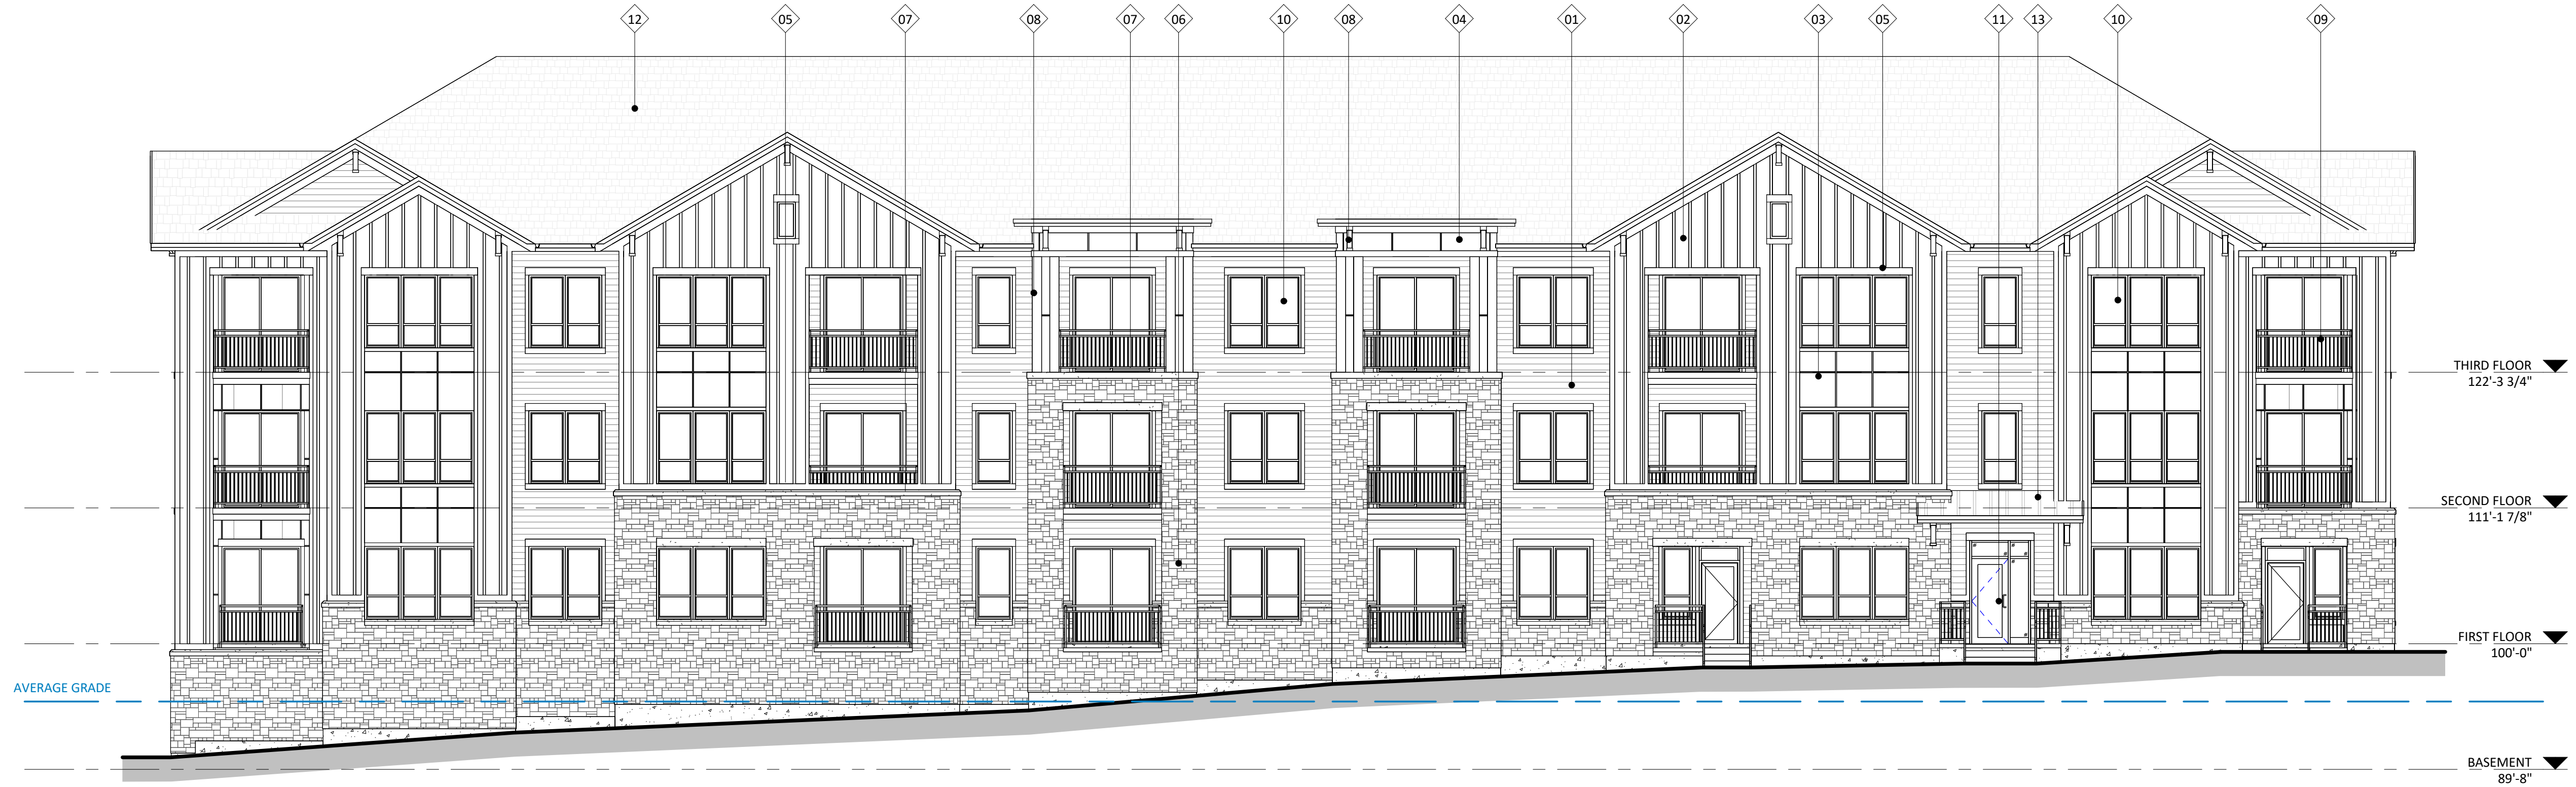 12 05 07 08 07 06 10 08 04 01 02 03 05 11 13 10 09
THIRD FLOOR
122'-3 3/4"
SECOND FLOOR
111'-1 7/8"
FIRST FLOOR
100'-0"
AVERAGE GRADE
BASEMENT
89'-8"